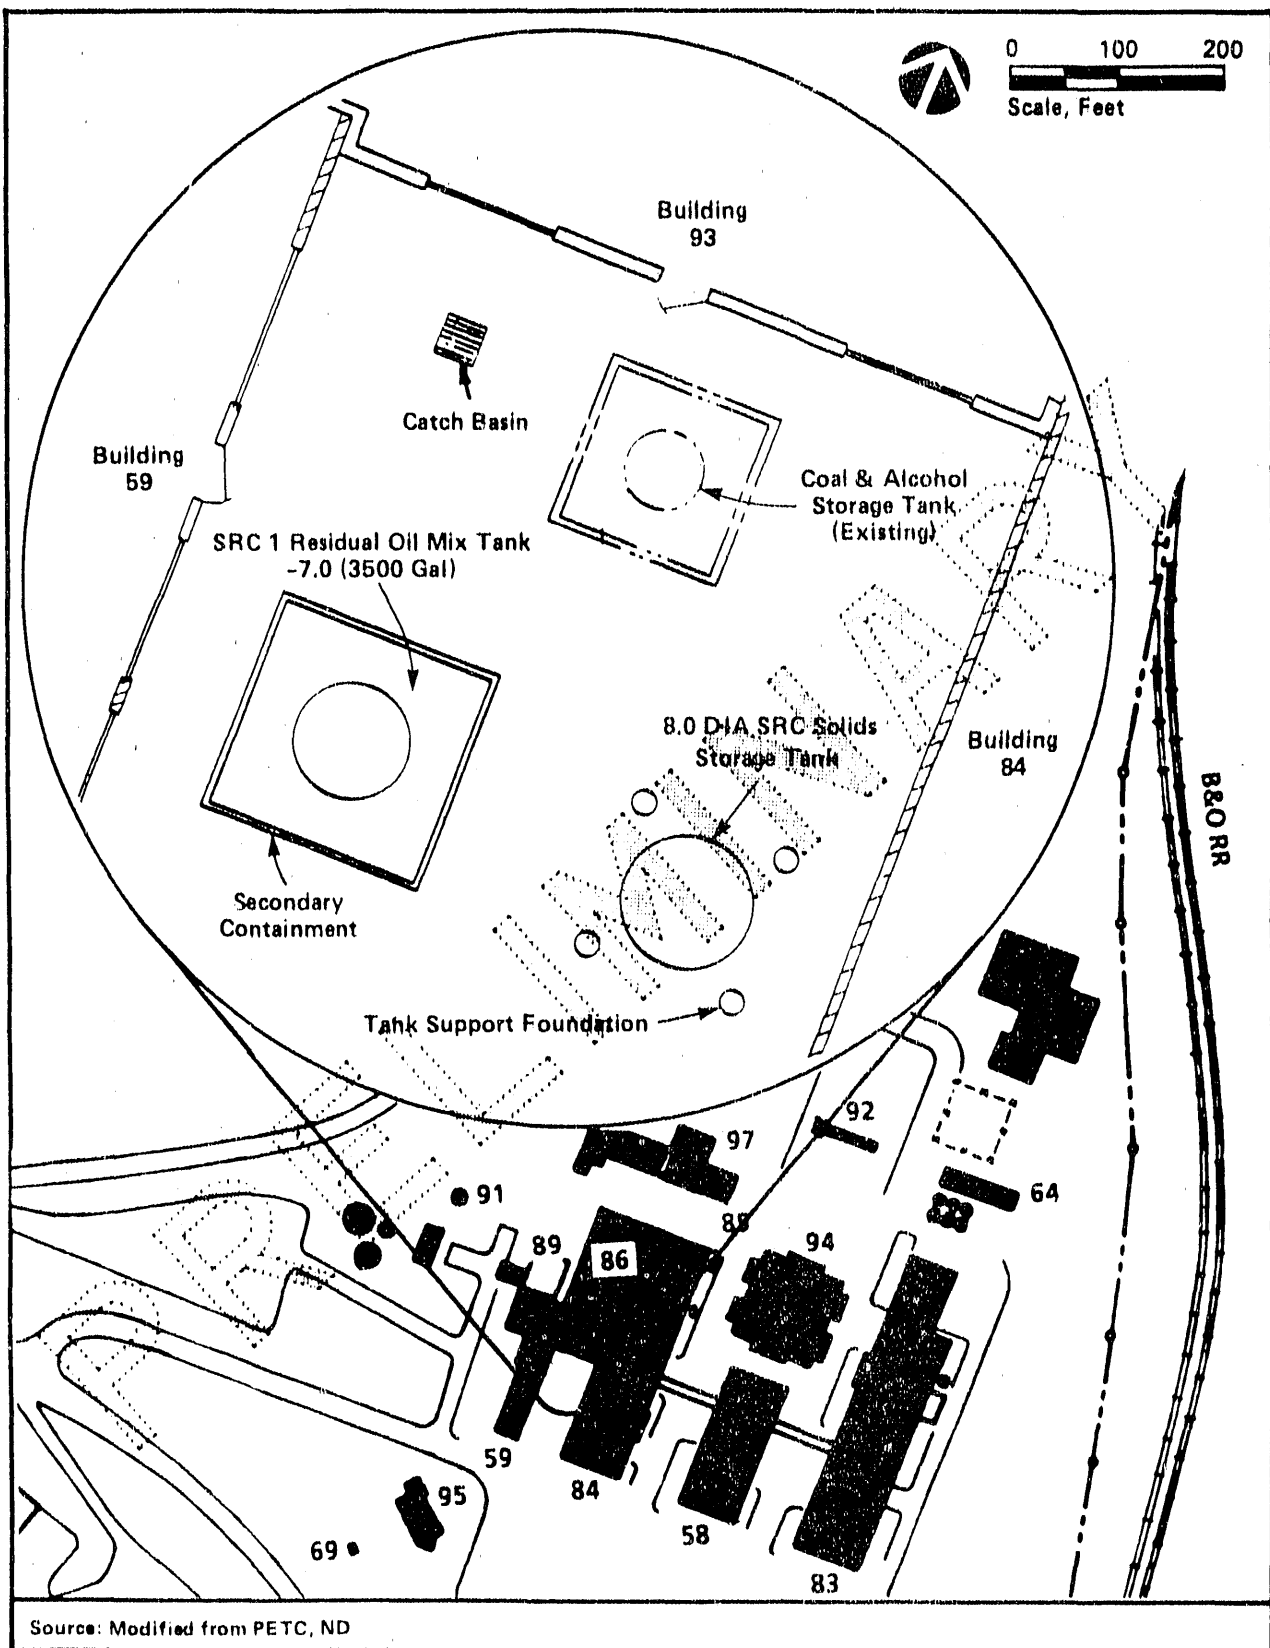 0 100 200
Scale, Feet
Building
93
Catch Basin
Building
59
Coal & Alcohol
Storage Tank
(Existing)
SRC 1 Residual Oil Mix Tank
-7.0 (3500 Gal)
8.0 DIA SRC Solids
Storage Tank
Building
84
B&O RR
Secondary
Containment
Tank Support Foundation
PRELIMINARY
92
97
91
64
88
89
86
94
59
84
95
58
69
83
Source: Modified from PETC, ND